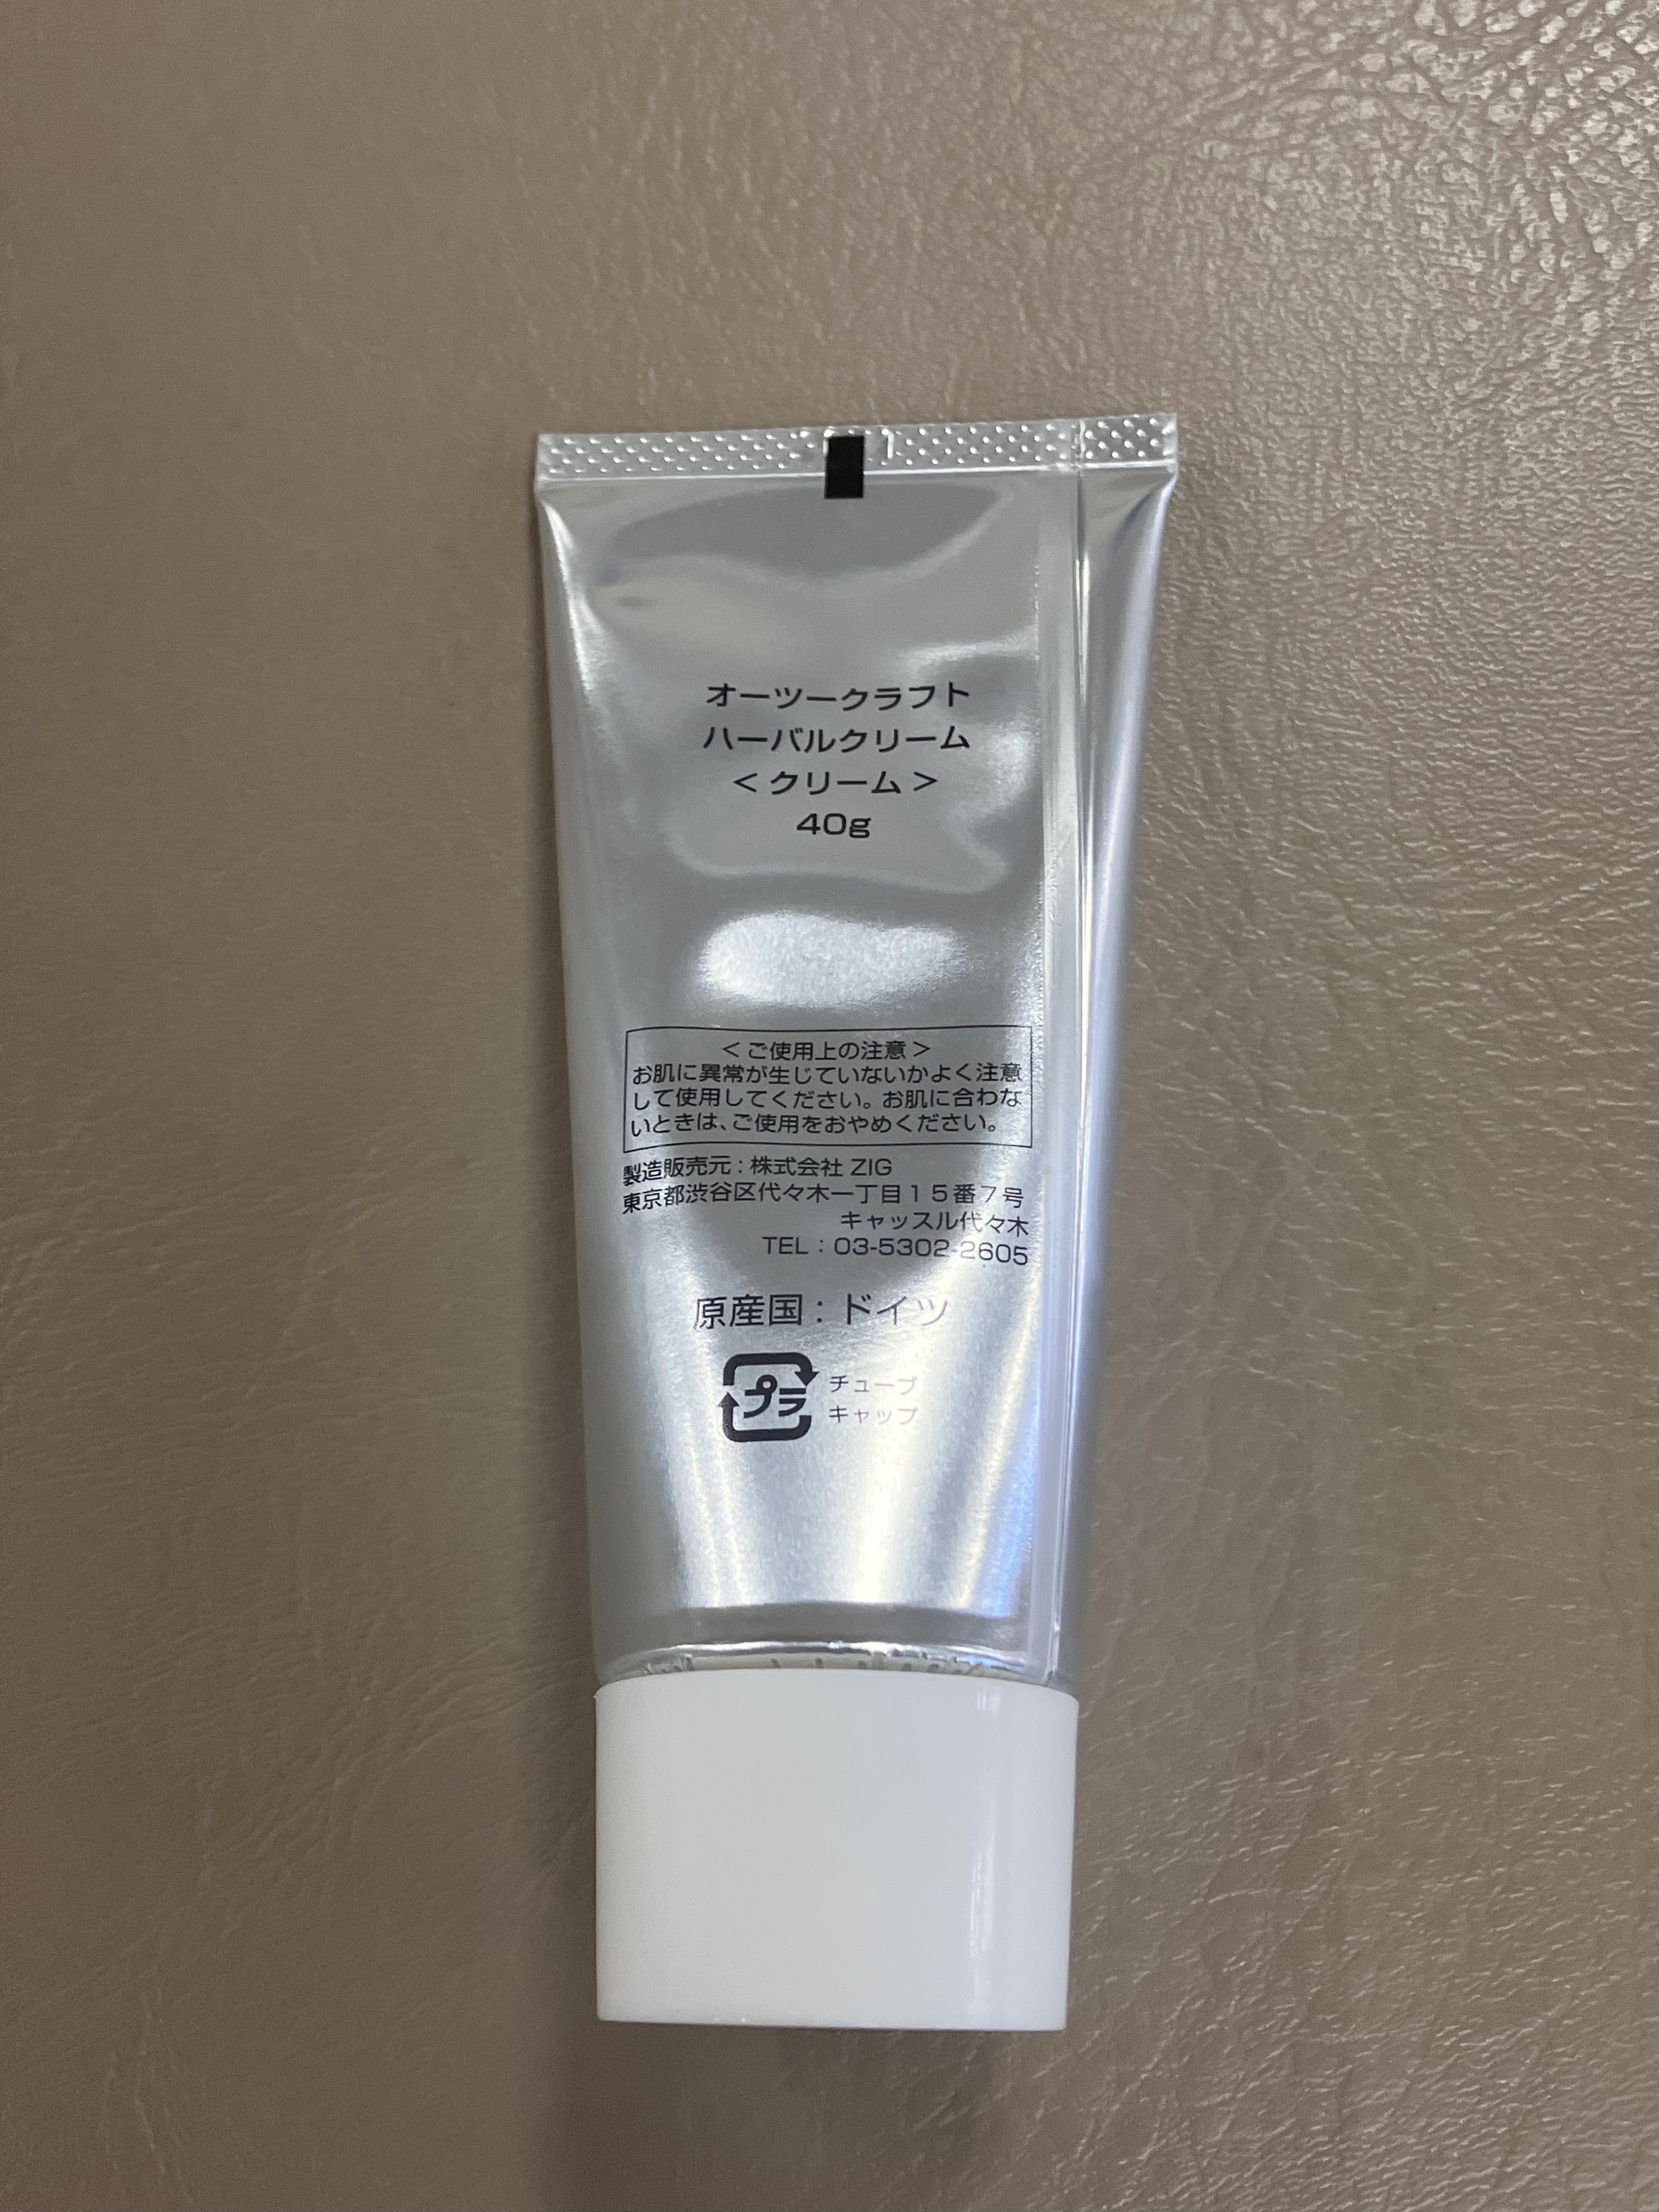 オーツークラフト
ハーバルクリーム
＜クリーム＞
40g
＜ご使用上の注意＞
お肌に異常が生じていないかよく注意
して使用してください。お肌に合わな
いときは、ご使用をおやめください。
製造販売元：株式会社 ZIG
東京都渋谷区代々木一丁目１５番７号
キャッスル代々木
TEL：03-5302-2605
原産国：ドイツ
プラ チューブ
キャップ